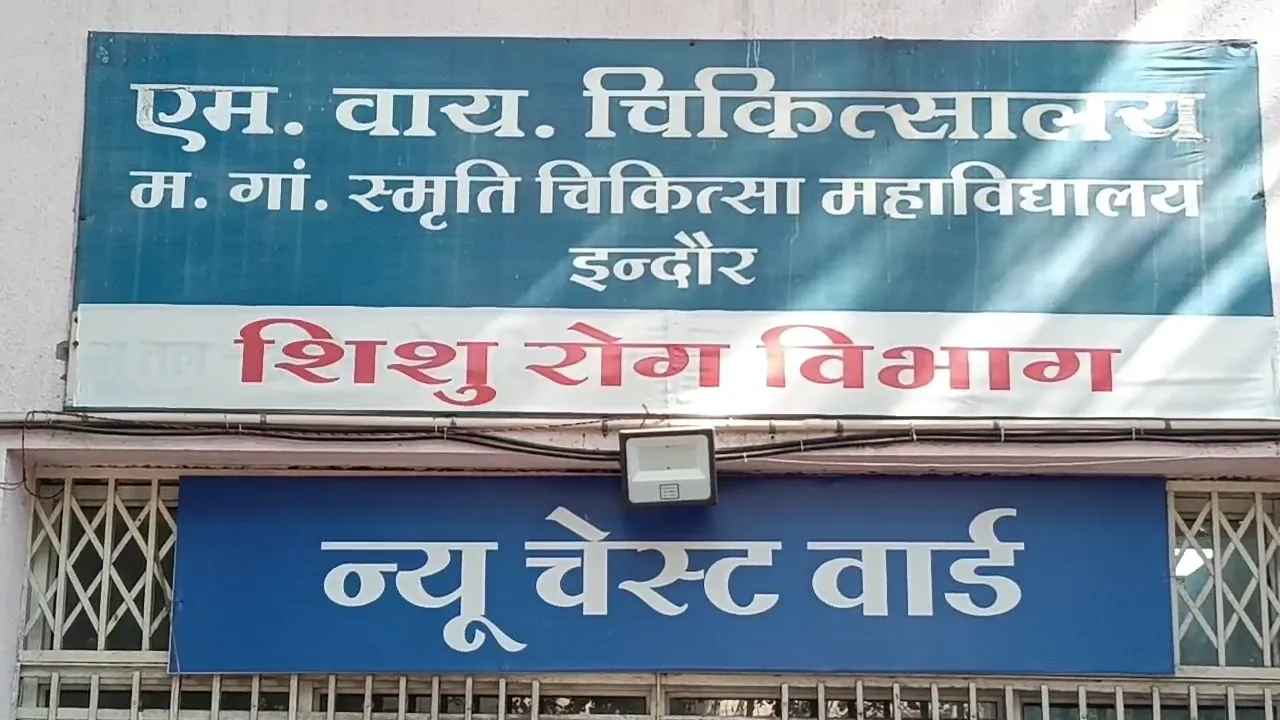 एम. वाय. चिकित्सालय
म. गां. स्मृति चिकित्सा महाविद्यालय
इन्दौर
शिशु रोग विभाग
न्यू चेस्ट वार्ड